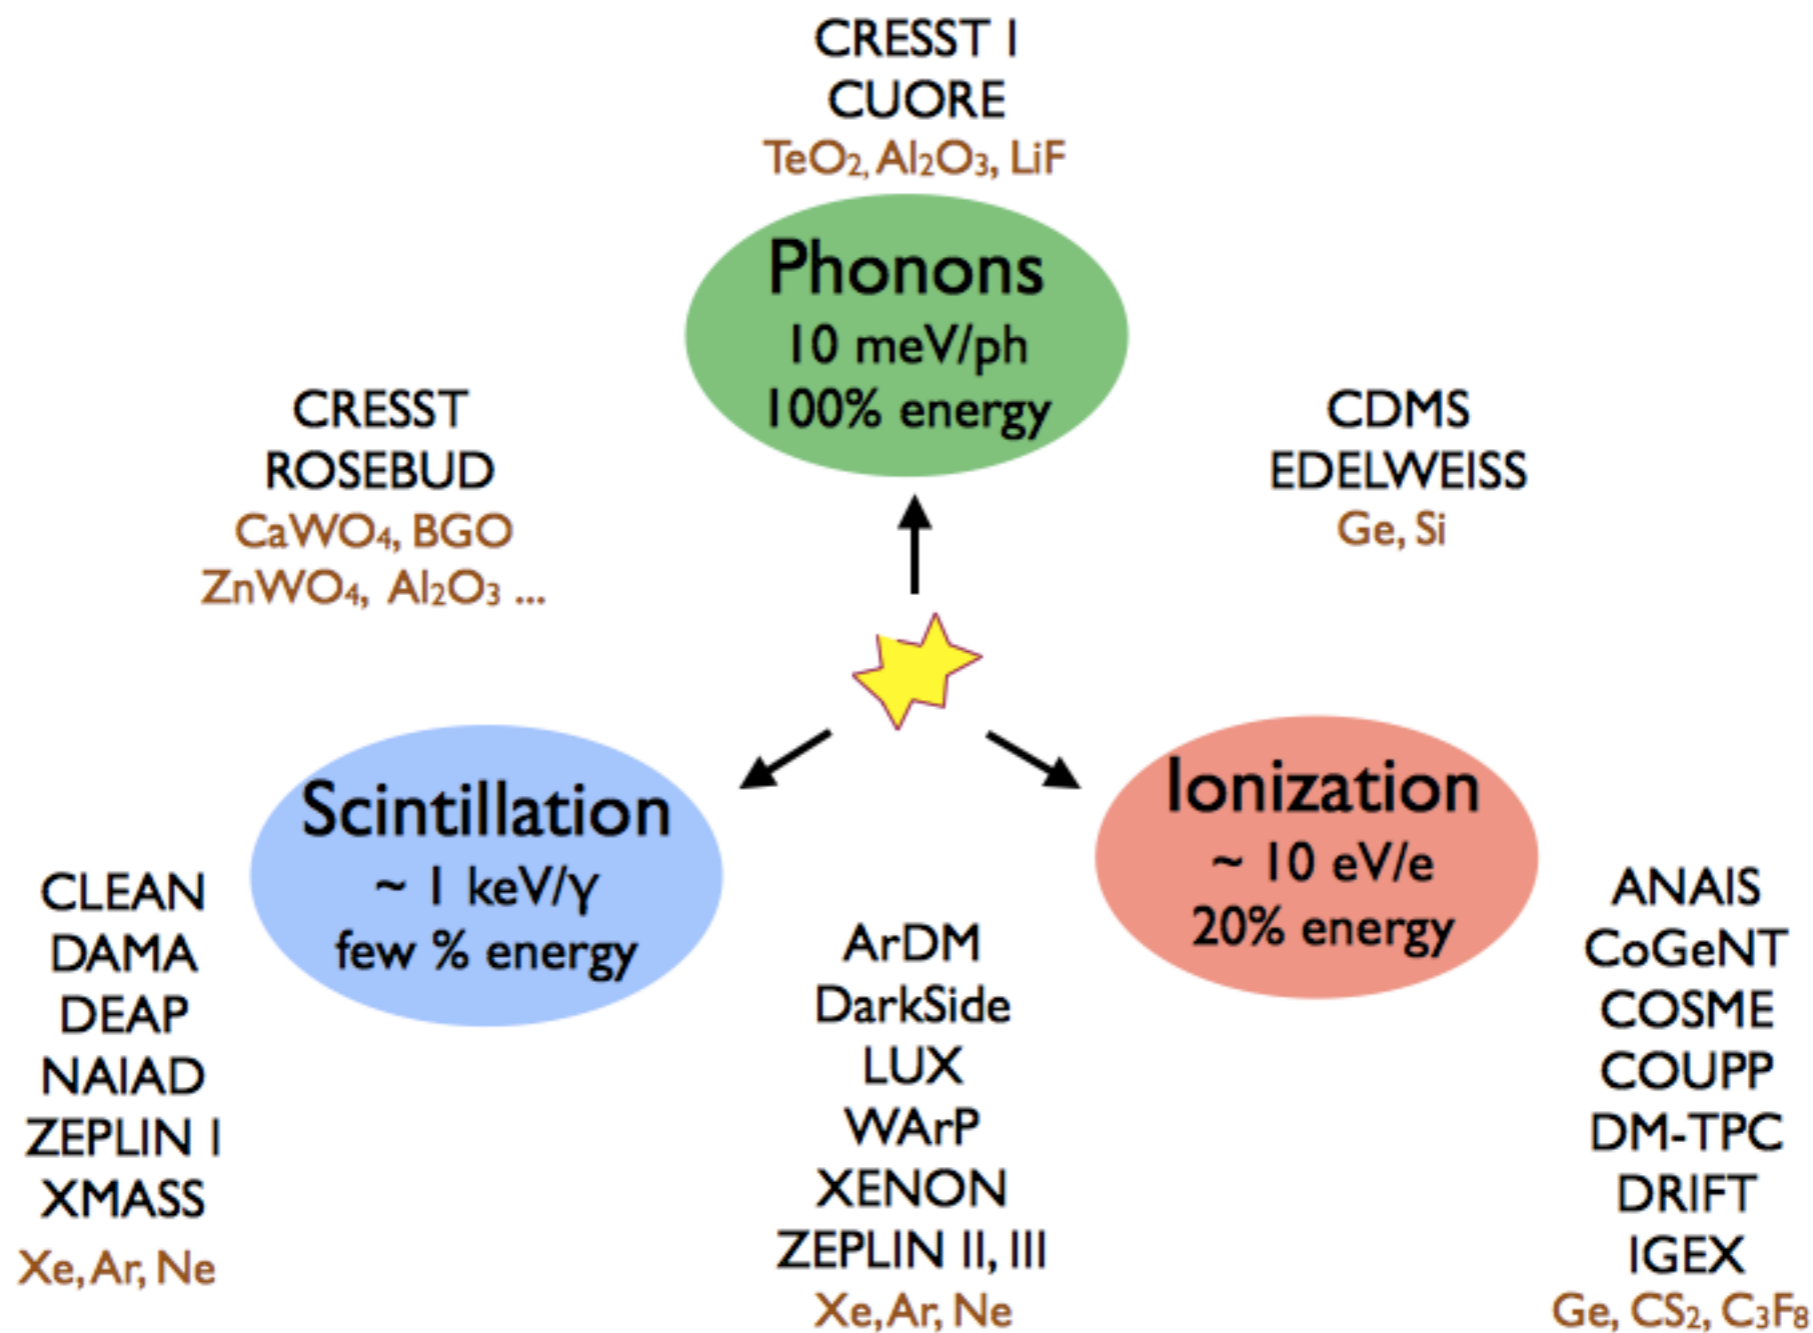 CRESST I
CUORE
TeO₂, Al₂O₃, LiF
Phonons
10 meV/ph
100% energy
CRESST
ROSEBUD
CaWO₄, BGO
ZnWO₄, Al₂O₃ ...
CDMS
EDELWEISS
Ge, Si
Scintillation
~ 1 keV/γ
few % energy
Ionization
~ 10 eV/e
20% energy
CLEAN
DAMA
DEAP
NAIAD
ZEPLIN I
XMASS
Xe, Ar, Ne
ArDM
DarkSide
LUX
WArP
XENON
ZEPLIN II, III
Xe, Ar, Ne
ANAIS
CoGeNT
COSME
COUPP
DM-TPC
DRIFT
IGEX
Ge, CS₂, C₃F₈